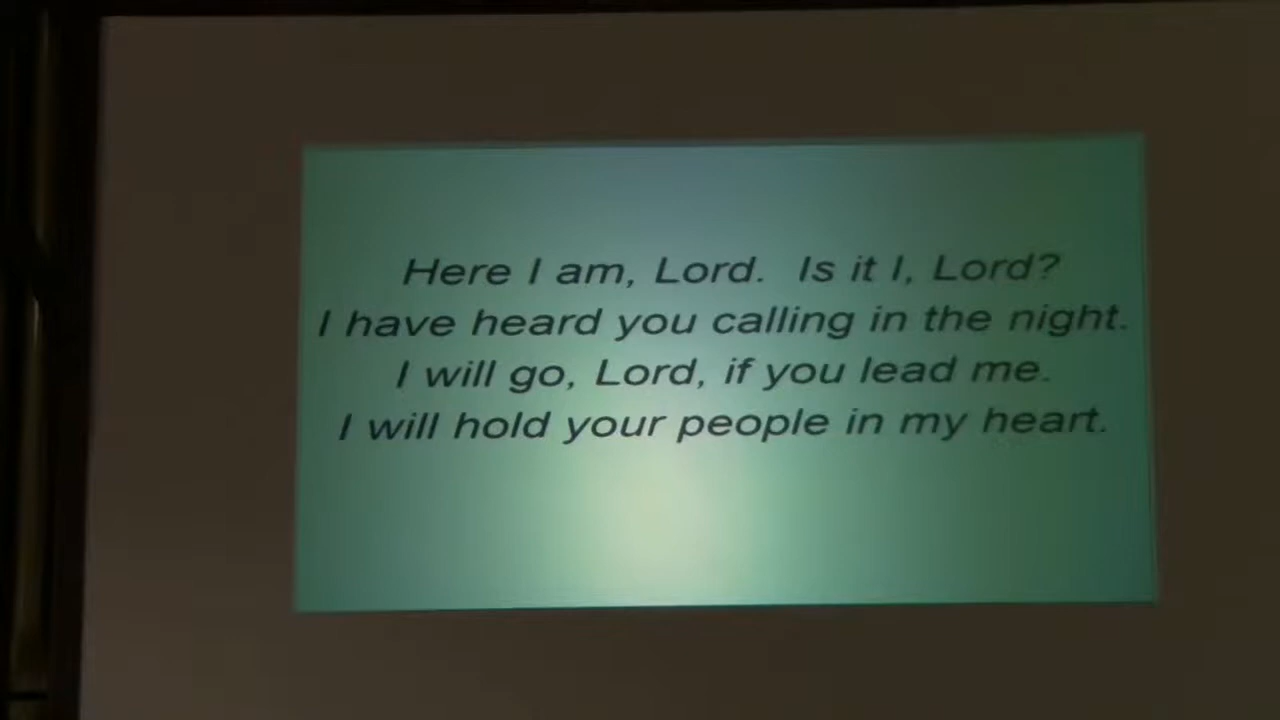 Here I am, Lord.  Is it I, Lord?
I have heard you calling in the night.
I will go, Lord, if you lead me.
I will hold your people in my heart.